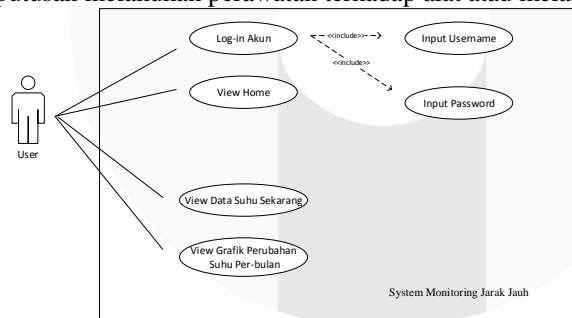 Log-in Akun
<<include>>
Input Username
<<include>>
View Home
Input Password
User
View Data Suhu Sekarang
View Grafik Perubahan
Suhu Per-bulan
System Monitoring Jarak Jauh